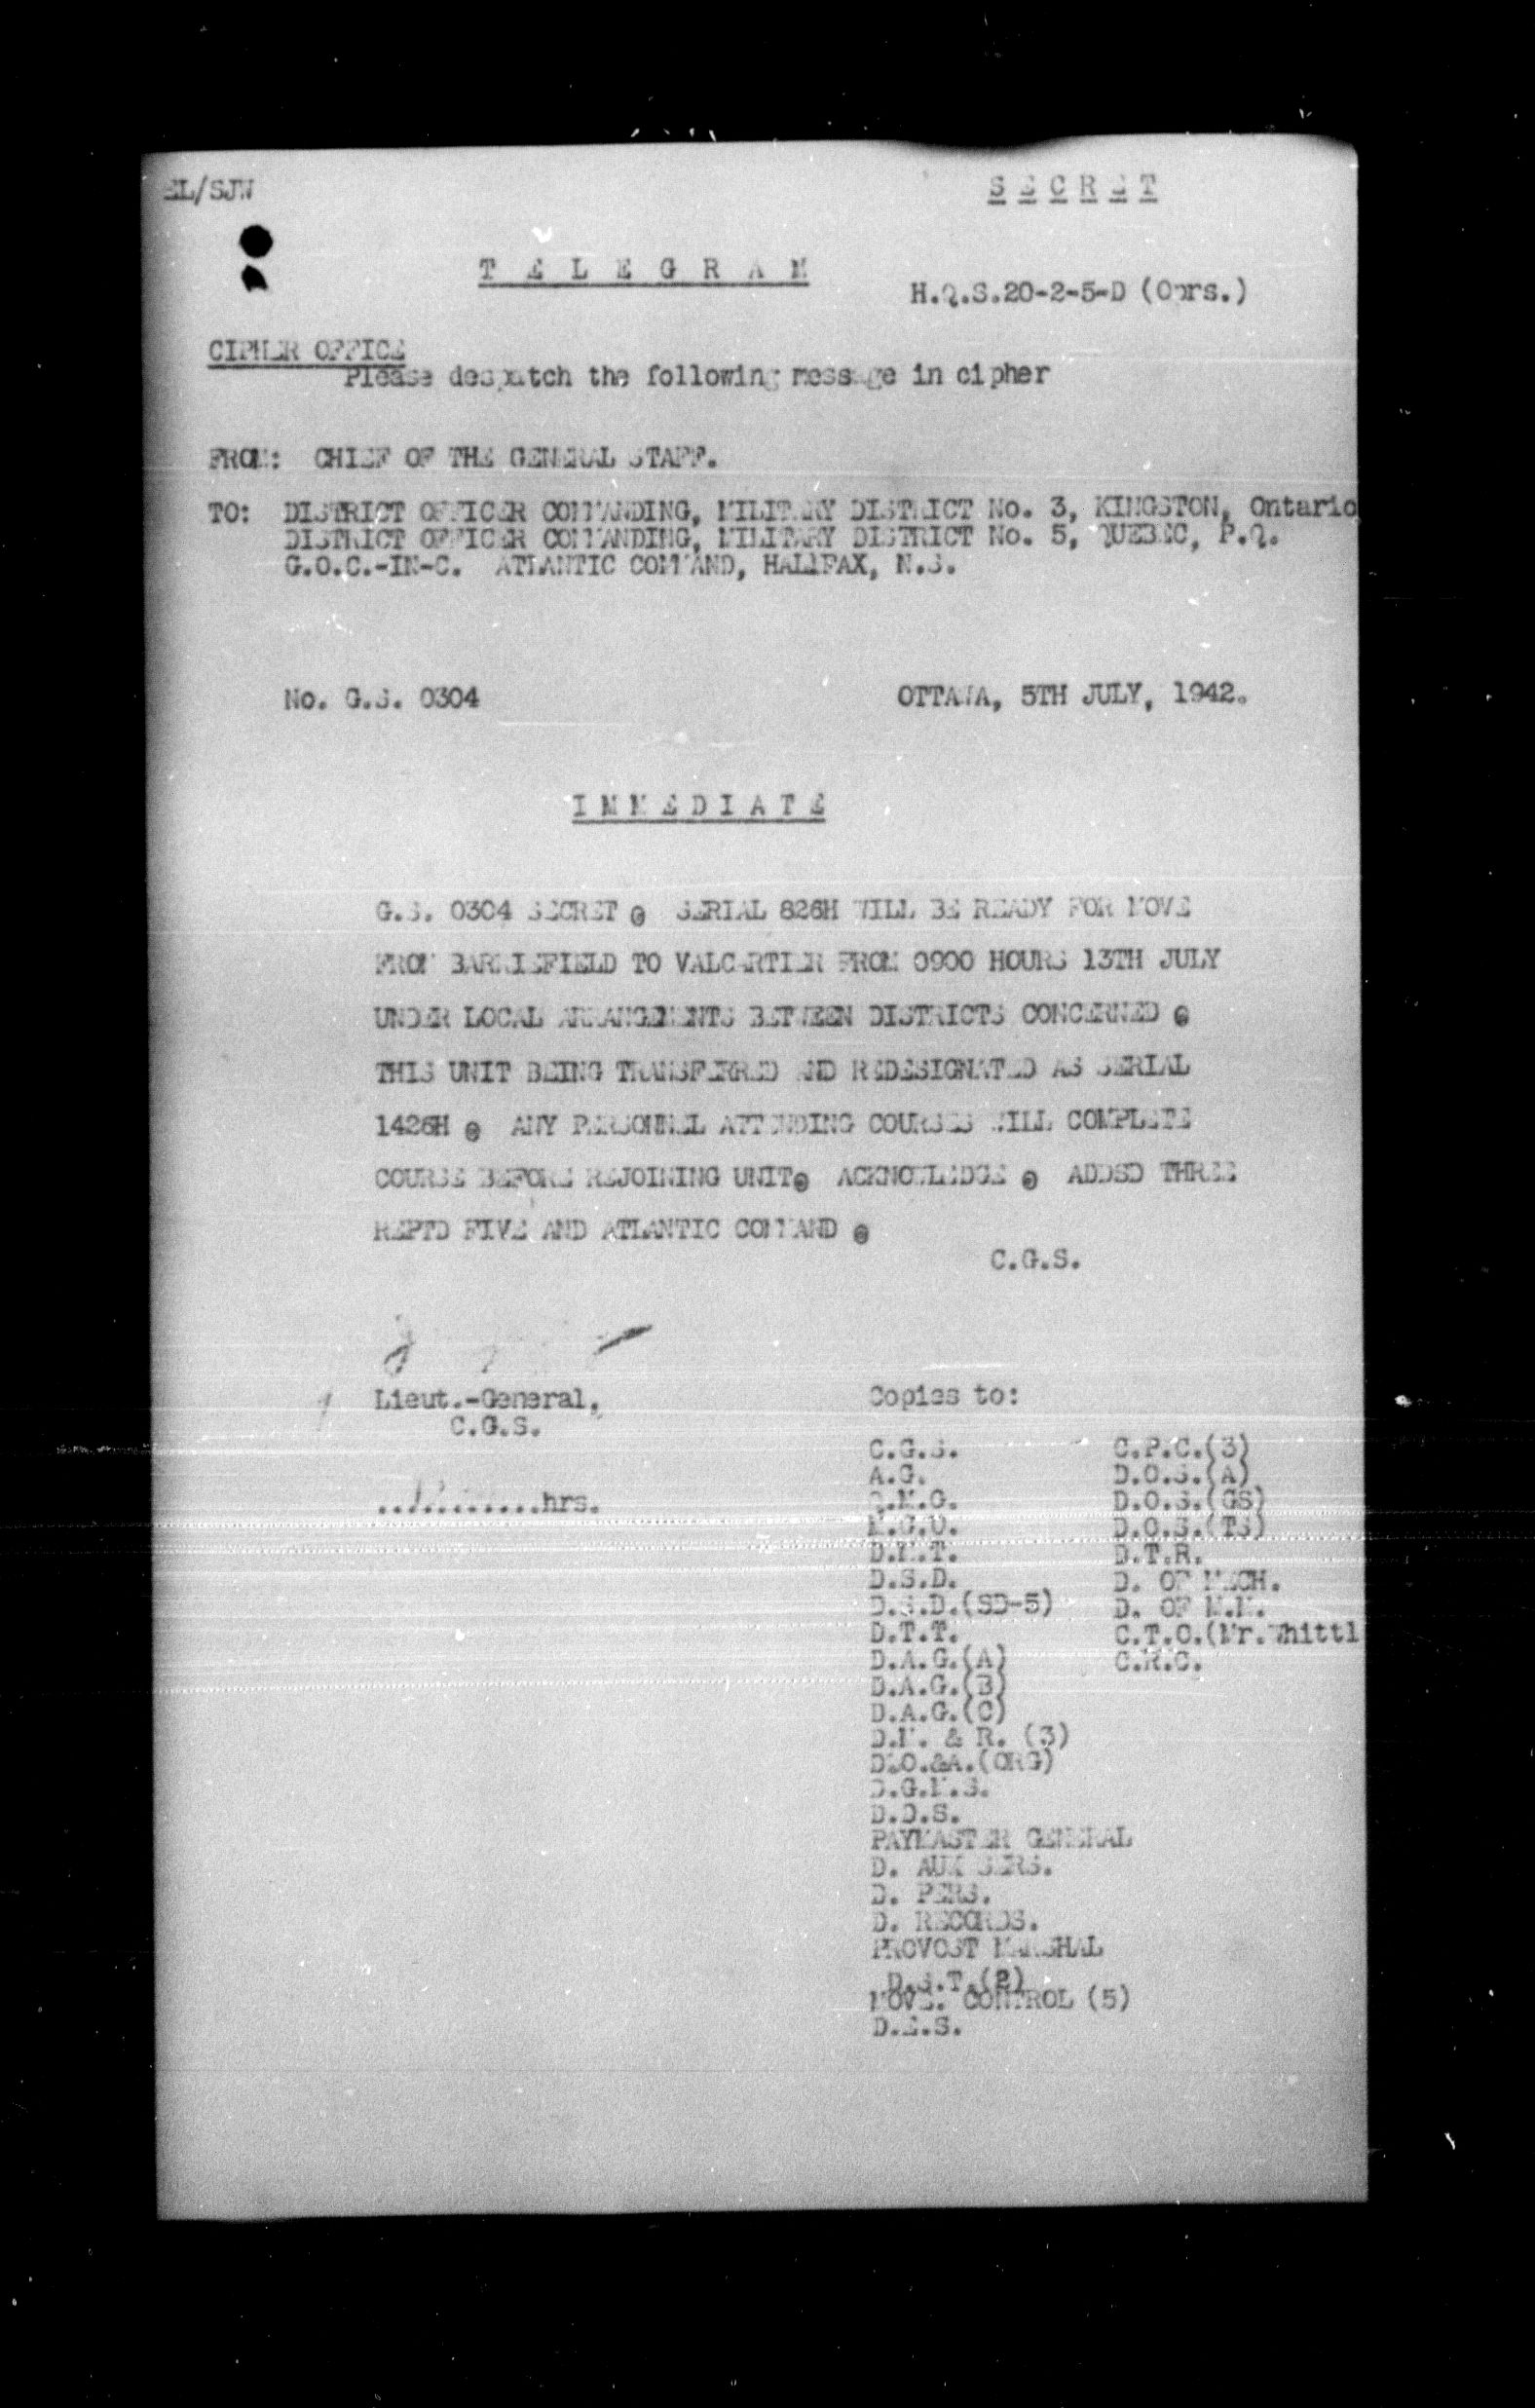 EL/SJW
SECRET
TELEGRAM
H.Q.S.20-2-5-D (Oprs.)
CIPHER OFFICE
Please despatch the following message in cipher
FROM: CHIEF OF THE GENERAL STAFF.
TO: DISTRICT OFFICER COMMANDING, MILITARY DISTRICT No. 3, KINGSTON, Ontario
DISTRICT OFFICER COMMANDING, MILITARY DISTRICT No. 5, QUEBEC, P.Q.
G.O.C.-IN-C. ATLANTIC COMMAND, HALIFAX, N.S.
No. G.S. 0304 OTTAWA, 5TH JULY, 1942.
IMMEDIATE
G.S. 0304 SECRET @ SERIAL 826H WILL BE READY FOR MOVE
FROM BARRIEFIELD TO VALCARTIER FROM 0900 HOURS 13TH JULY
UNDER LOCAL ARRANGEMENTS BETWEEN DISTRICTS CONCERNED @
THIS UNIT BEING TRANSFERRED AND REDESIGNATED AS SERIAL
1426H @ ANY PERSONNEL ATTENDING COURSES WILL COMPLETE
COURSE BEFORE REJOINING UNIT@ ACKNOWLEDGE @ ADDSD THREE
REPTD FIVE AND ATLANTIC COMMAND @
C.G.S.
Lieut.-General,
C.G.S.
............hrs.
Copies to:
C.G.S.
A.G.
Q.M.G.
M.G.O.
D.M.T.
D.S.D.
D.S.D.(SD-5)
D.T.T.
D.A.G.(A)
D.A.G.(B)
D.A.G.(C)
D.M. & R. (3)
D.O.&A.(ORG)
D.G.M.S.
D.D.S.
PAYMASTER GENERAL
D. AUX SERS.
D. PERS.
D. RECORDS.
PROVOST MARSHAL
D.S.T.(2)
MOVE. CONTROL (5)
D.E.S.
C.P.C.(3)
D.O.S.(A)
D.O.S.(GS)
D.O.S.(TS)
D.T.R.
D. OF MECH.
D. OF M.M.
C.T.C.(Mr.Whittl
C.R.C.